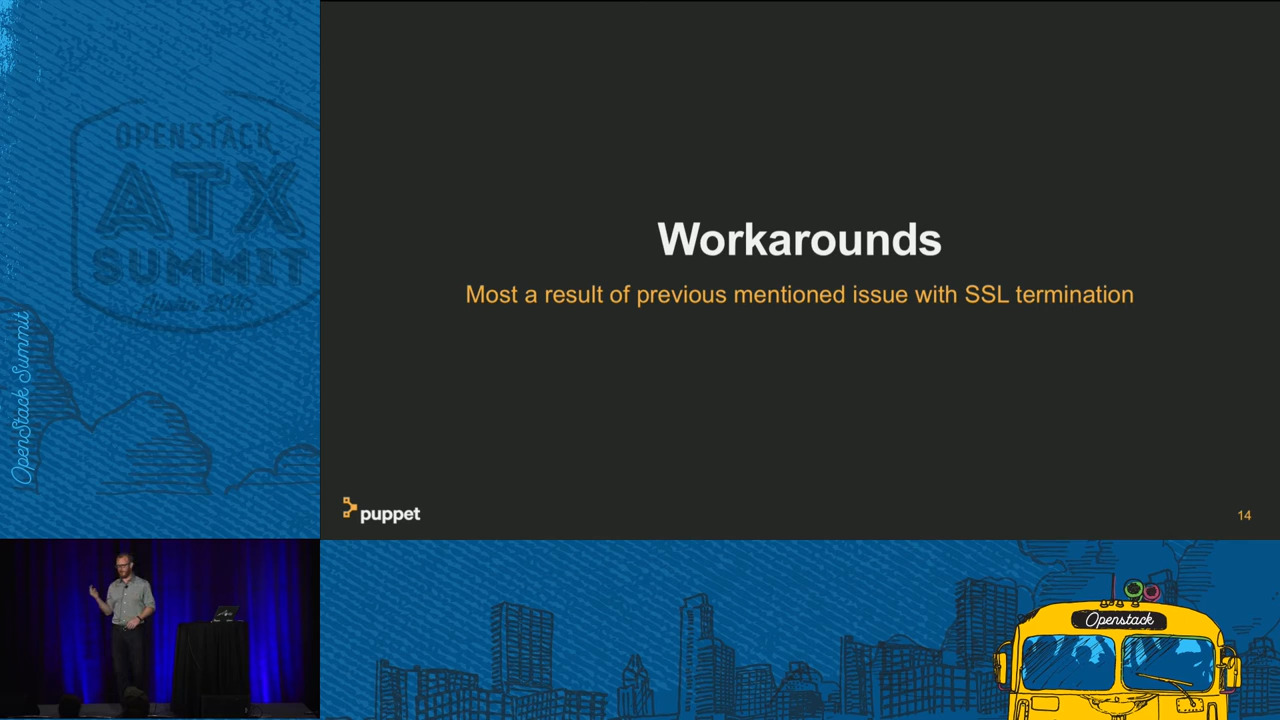 OPENSTACK
ATX
SUMMIT
OpenStack Summit
Workarounds
Most a result of previous mentioned issue with SSL termination
puppet
14
Openstack